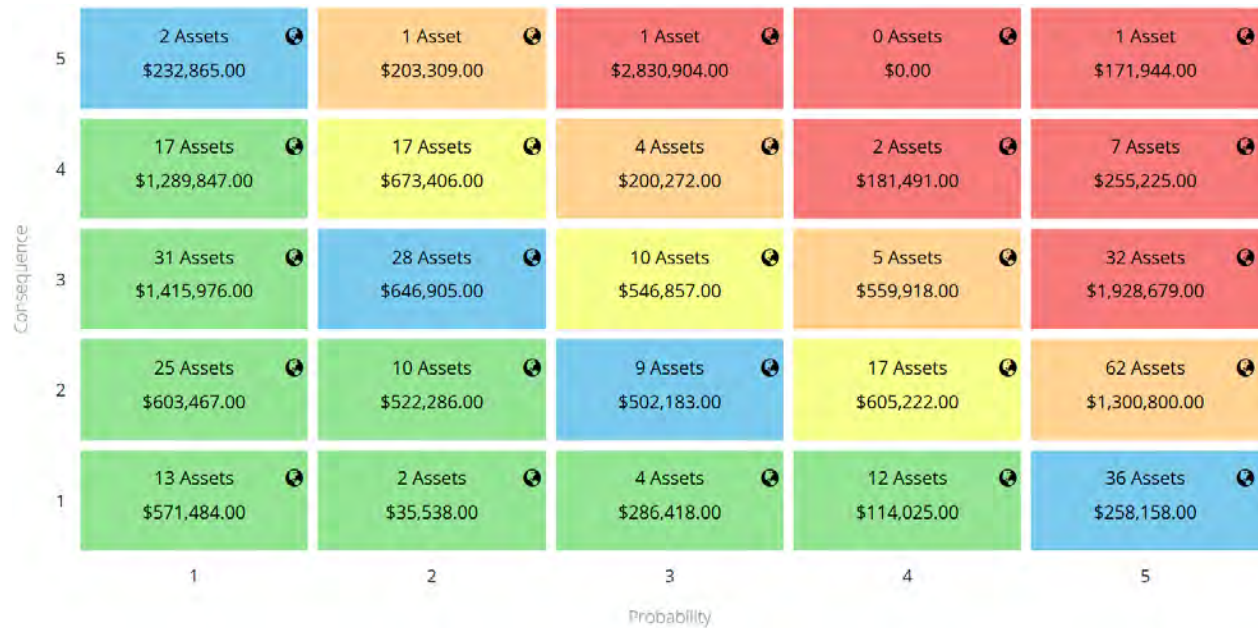 2 Assets
$232,865.00
1 Asset
$203,309.00
1 Asset
$2,830,904.00
0 Assets
$0.00
1 Asset
$171,944.00
5
17 Assets
$1,289,847.00
17 Assets
$673,406.00
4 Assets
$200,272.00
2 Assets
$181,491.00
7 Assets
$255,225.00
4
31 Assets
$1,415,976.00
28 Assets
$646,905.00
10 Assets
$546,857.00
5 Assets
$559,918.00
32 Assets
$1,928,679.00
3
Consequence
25 Assets
$603,467.00
10 Assets
$522,286.00
9 Assets
$502,183.00
17 Assets
$605,222.00
62 Assets
$1,300,800.00
2
13 Assets
$571,484.00
2 Assets
$35,538.00
4 Assets
$286,418.00
12 Assets
$114,025.00
36 Assets
$258,158.00
1
1
2
3
4
5
Probability